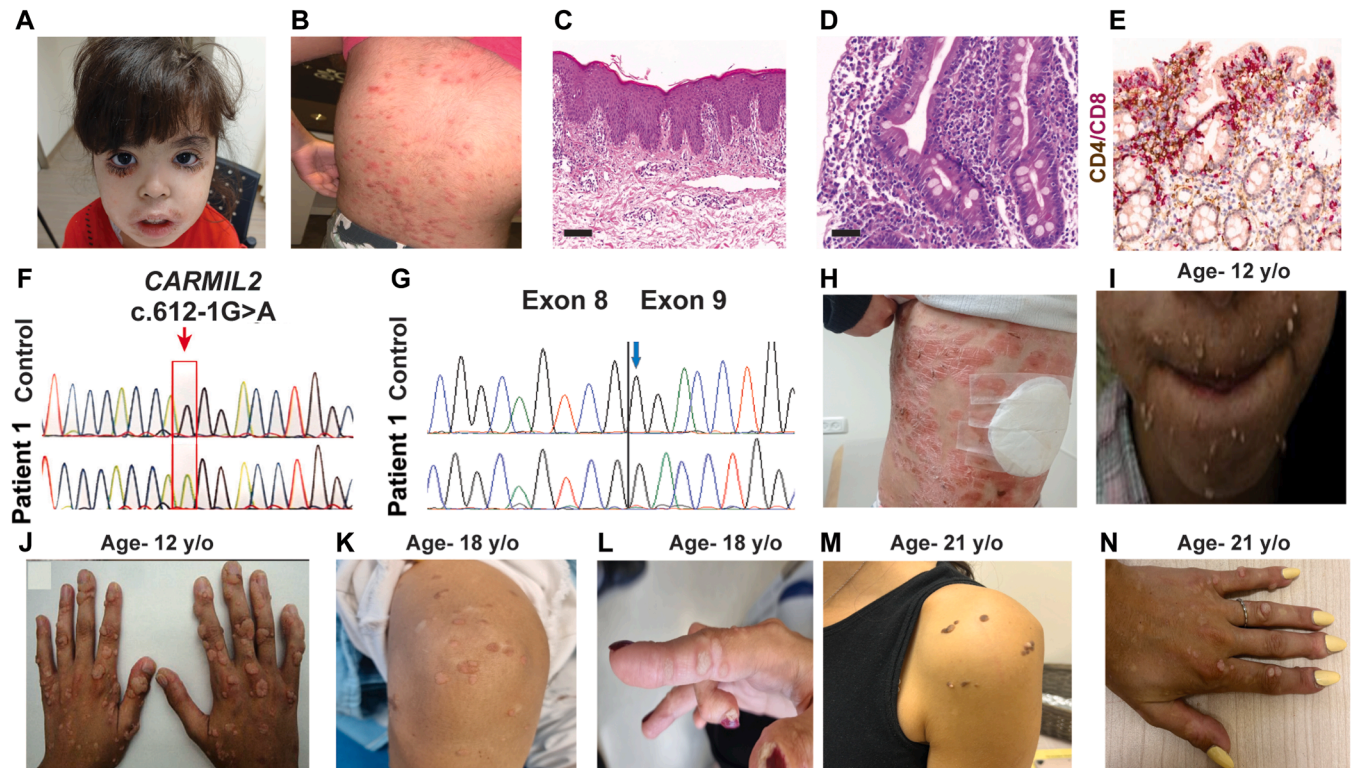 A
B
C
D
E
CD4/CD8
F
CARMIL2
c.612-1G>A
Control
Patient 1
G
Exon 8 Exon 9
Control
Patient 1
H
I
Age- 12 y/o
J
Age- 12 y/o
K
Age- 18 y/o
L
Age- 18 y/o
M
Age- 21 y/o
N
Age- 21 y/o